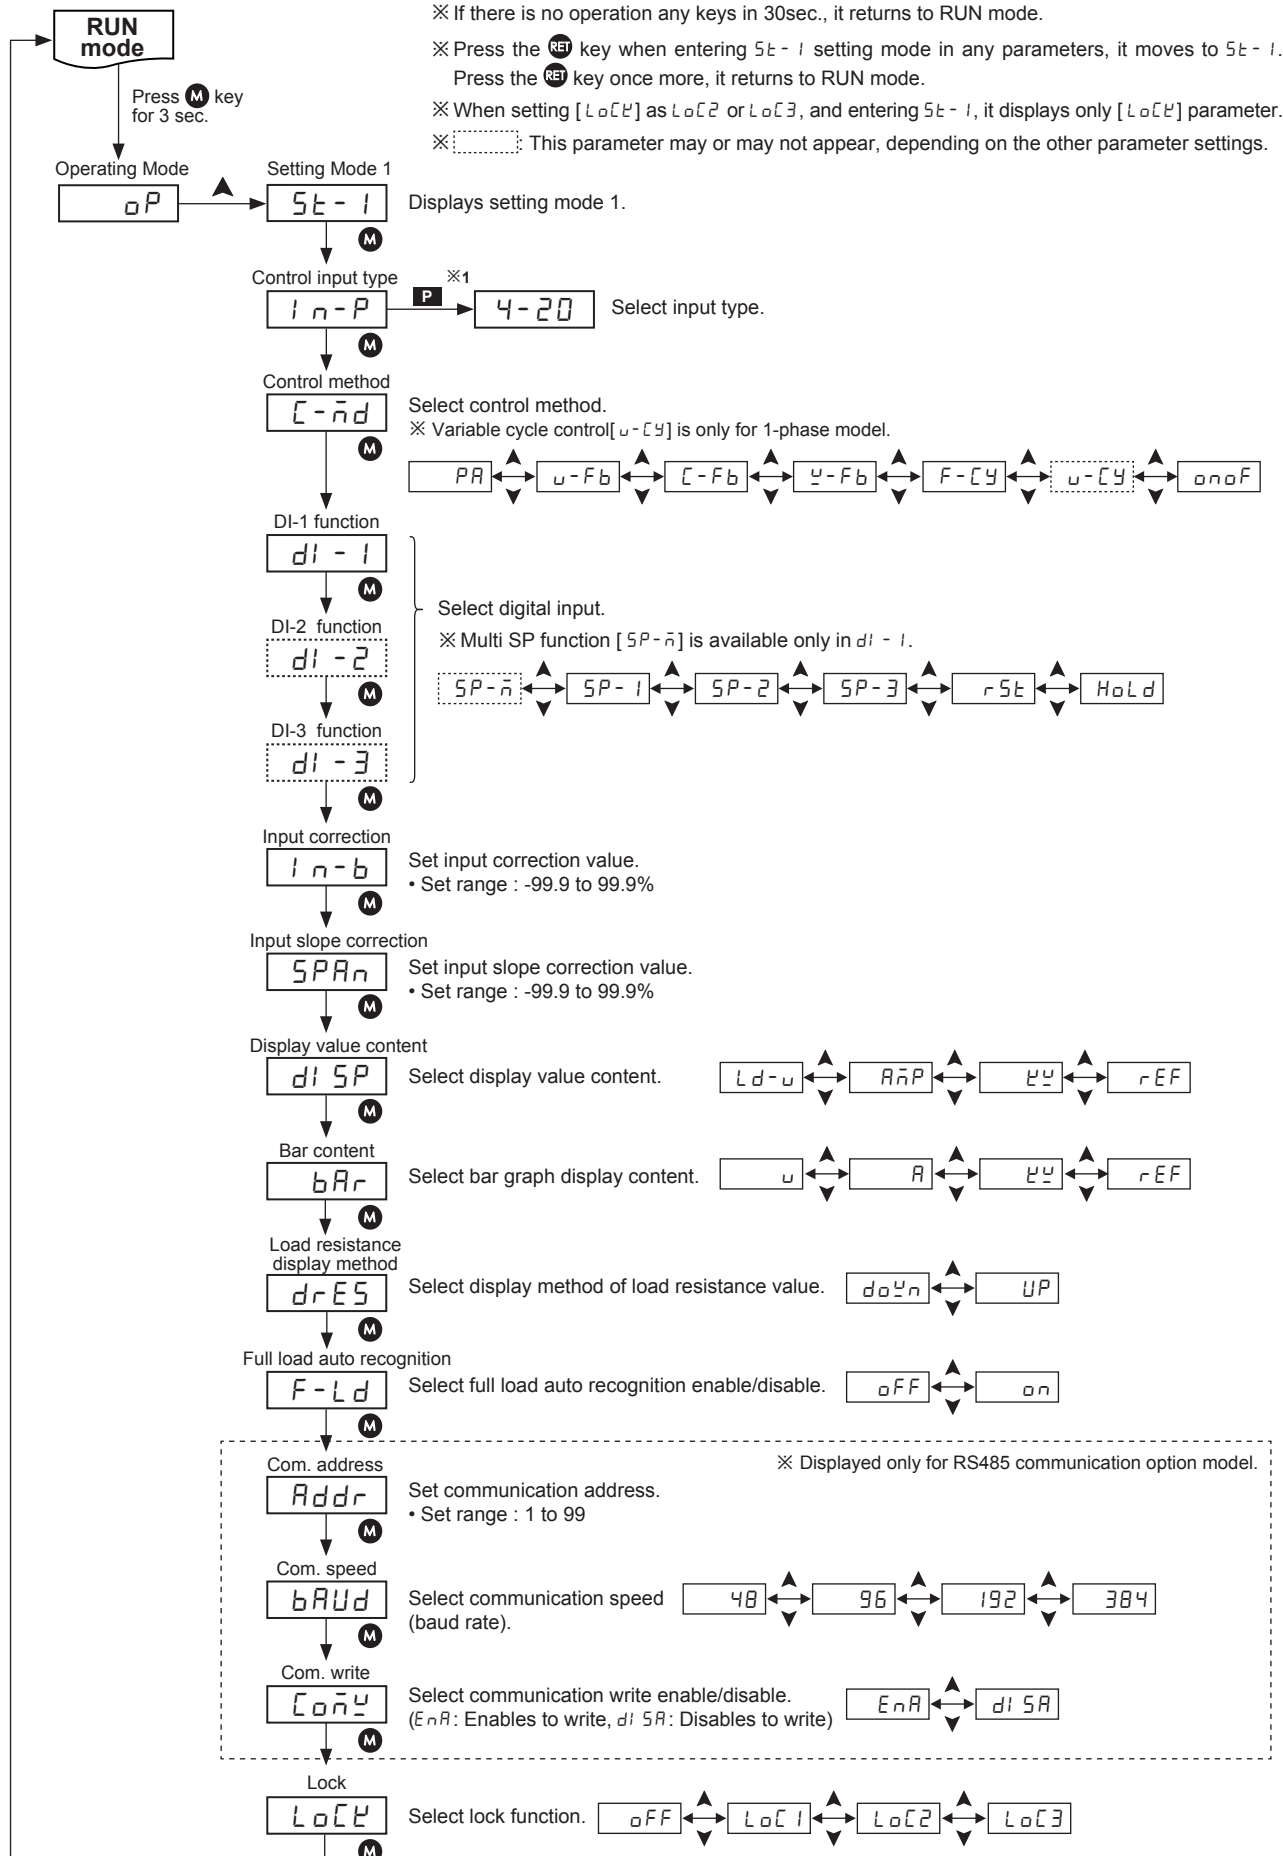 RUN
mode
※ If there is no operation any keys in 30sec., it returns to RUN mode.
※ Press the RET key when entering St-1 setting mode in any parameters, it moves to St-1.
Press the RET key once more, it returns to RUN mode.
※ When setting [LoCK] as LoC2 or LoC3, and entering St-1, it displays only [LoCK] parameter.
※ : This parameter may or may not appear, depending on the other parameter settings.
Press M key
for 3 sec.
Operating Mode
oP
Setting Mode 1
St-1
Displays setting mode 1.
M
Control input type
In-P
P
※1
4-20
Select input type.
M
Control method
C-md
Select control method.
※ Variable cycle control[v-CY] is only for 1-phase model.
M
PA
v-Fb
C-Fb
W-Fb
F-CY
v-CY
onoF
DI-1 function
dI-1
M
DI-2 function
dI-2
M
DI-3 function
dI-3
M
Select digital input.
※ Multi SP function [SP-m] is available only in dI-1.
SP-m
SP-1
SP-2
SP-3
rSt
HoLd
Input correction
In-b
Set input correction value.
• Set range : -99.9 to 99.9%
M
Input slope correction
SPAn
Set input slope correction value.
• Set range : -99.9 to 99.9%
M
Display value content
dISP
Select display value content.
Ld-v
AmP
KW
rEF
M
Bar content
bAr
Select bar graph display content.
v
A
KW
rEF
M
Load resistance
display method
drES
Select display method of load resistance value.
doWn
UP
M
Full load auto recognition
F-Ld
Select full load auto recognition enable/disable.
oFF
on
M
※ Displayed only for RS485 communication option model.
Com. address
Addr
Set communication address.
• Set range : 1 to 99
M
Com. speed
bAUd
Select communication speed
(baud rate).
48
96
192
384
M
Com. write
ComW
Select communication write enable/disable.
(EnA: Enables to write, dISA: Disables to write)
EnA
dISA
M
Lock
LoCK
Select lock function.
oFF
LoC1
LoC2
LoC3
M